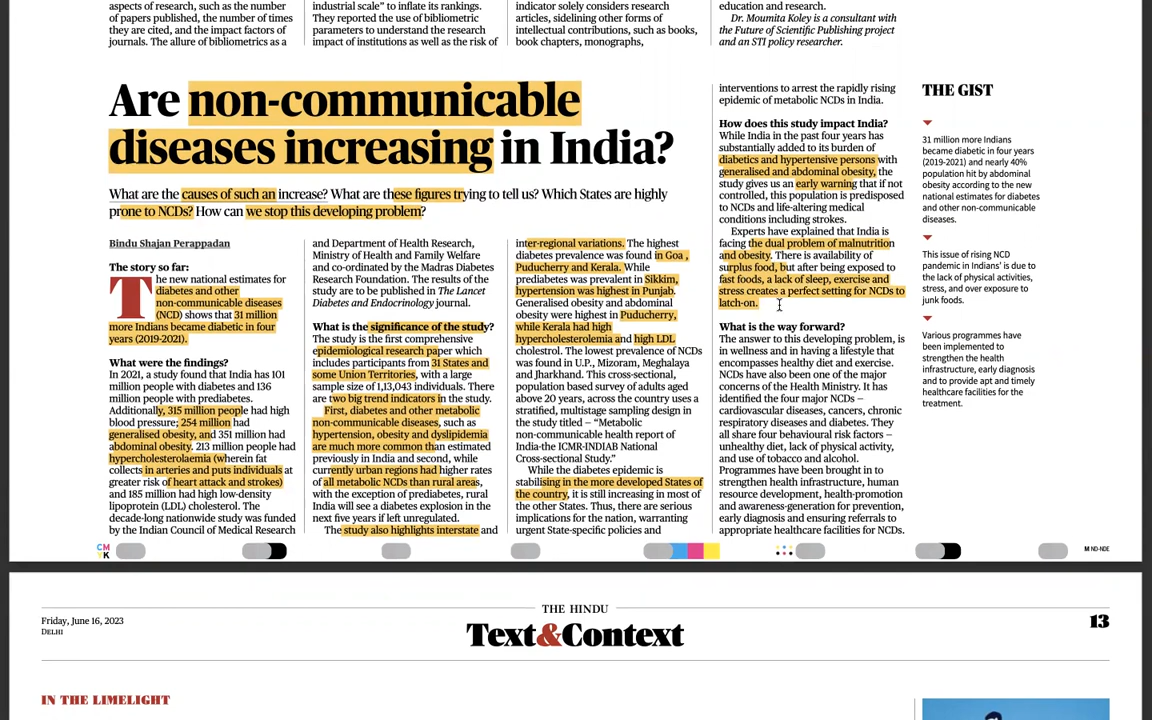 aspects of research, such as the number
of papers published, the number of times
they are cited, and the impact factors of
journals. The allure of bibliometrics as a
industrial scale” to inflate its rankings.
They reported the use of bibliometric
parameters to understand the research
impact of institutions as well as the risk of
indicator solely considers research
articles, sidelining other forms of
intellectual contributions, such as books,
book chapters, monographs,
education and research.
Dr. Moumita Koley is a consultant with
the Future of Scientific Publishing project
and an STI policy researcher.
Are non-communicable
diseases increasing in India?
What are the causes of such an increase? What are these figures trying to tell us? Which States are highly
prone to NCDs? How can we stop this developing problem?
Bindu Shajan Perappadan
The story so far:
The new national estimates for
diabetes and other
non-communicable diseases
(NCD) shows that 31 million
more Indians became diabetic in four
years (2019-2021).
What were the findings?
In 2021, a study found that India has 101
million people with diabetes and 136
million people with prediabetes.
Additionally, 315 million people had high
blood pressure; 254 million had
generalised obesity, and 351 million had
abdominal obesity. 213 million people had
hypercholesterolaemia (wherein fat
collects in arteries and puts individuals at
greater risk of heart attack and strokes)
and 185 million had high low-density
lipoprotein (LDL) cholesterol. The
decade-long nationwide study was funded
by the Indian Council of Medical Research
and Department of Health Research,
Ministry of Health and Family Welfare
and co-ordinated by the Madras Diabetes
Research Foundation. The results of the
study are to be published in The Lancet
Diabetes and Endocrinology journal.
What is the significance of the study?
The study is the first comprehensive
epidemiological research paper which
includes participants from 31 States and
some Union Territories, with a large
sample size of 1,13,043 individuals. There
are two big trend indicators in the study.
First, diabetes and other metabolic
non-communicable diseases, such as
hypertension, obesity and dyslipidemia
are much more common than estimated
previously in India and second, while
currently urban regions had higher rates
of all metabolic NCDs than rural areas,
with the exception of prediabetes, rural
India will see a diabetes explosion in the
next five years if left unregulated.
The study also highlights interstate and
inter-regional variations. The highest
diabetes prevalence was found in Goa ,
Puducherry and Kerala. While
prediabetes was prevalent in Sikkim,
hypertension was highest in Punjab.
Generalised obesity and abdominal
obesity were highest in Puducherry,
while Kerala had high
hypercholesterolemia and high LDL
cholestrol. The lowest prevalence of NCDs
was found in U.P., Mizoram, Meghalaya
and Jharkhand. This cross-sectional,
population based survey of adults aged
above 20 years, across the country uses a
stratified, multistage sampling design in
the study titled — “Metabolic
non-communicable health report of
India-the ICMR-INDIAB National
Cross-sectional Study.”
While the diabetes epidemic is
stabilising in the more developed States of
the country, it is still increasing in most of
the other States. Thus, there are serious
implications for the nation, warranting
urgent State-specific policies and
interventions to arrest the rapidly rising
epidemic of metabolic NCDs in India.
How does this study impact India?
While India in the past four years has
substantially added to its burden of
diabetics and hypertensive persons with
generalised and abdominal obesity, the
study gives us an early warning that if not
controlled, this population is predisposed
to NCDs and life-altering medical
conditions including strokes.
Experts have explained that India is
facing the dual problem of malnutrition
and obesity. There is availability of
surplus food, but after being exposed to
fast foods, a lack of sleep, exercise and
stress creates a perfect setting for NCDs to
latch-on.
What is the way forward?
The answer to this developing problem, is
in wellness and in having a lifestyle that
encompasses healthy diet and exercise.
NCDs have also been one of the major
concerns of the Health Ministry. It has
identified the four major NCDs —
cardiovascular diseases, cancers, chronic
respiratory diseases and diabetes. They
all share four behavioural risk factors —
unhealthy diet, lack of physical activity,
and use of tobacco and alcohol.
Programmes have been brought in to
strengthen health infrastructure, human
resource development, health-promotion
and awareness-generation for prevention,
early diagnosis and ensuring referrals to
appropriate healthcare facilities for NCDs.
THE GIST
31 million more Indians
became diabetic in four years
(2019-2021) and nearly 40%
population hit by abdominal
obesity according to the new
national estimates for diabetes
and other non-communicable
diseases.
This issue of rising NCD
pandemic in Indians' is due to
the lack of physical activities,
stress, and over exposure to
junk foods.
Various programmes have
been implemented to
strengthen the health
infrastructure, early diagnosis
and to provide apt and timely
healthcare facilities for the
treatment.
CM
YK
M ND-NDE
Friday, June 16, 2023
DELHI
THE HINDU
Text&Context
13
IN THE LIMELIGHT